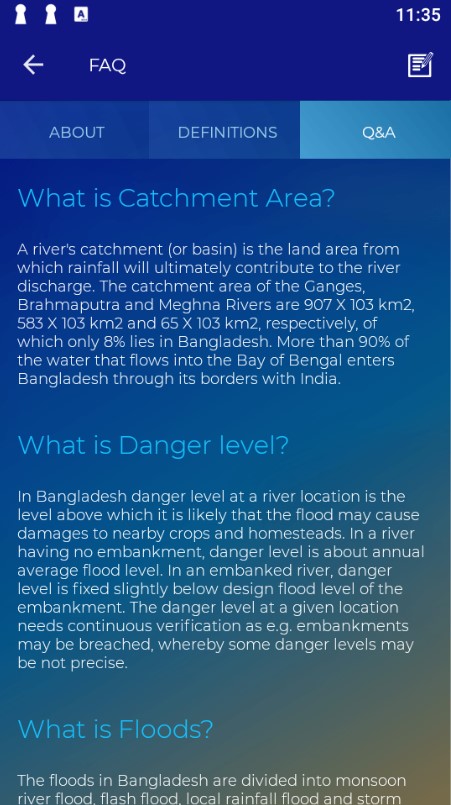 A
11:35
FAQ
ABOUT
DEFINITIONS
Q&A
What is Catchment Area?
A river's catchment (or basin) is the land area from
which rainfall will ultimately contribute to the river
discharge. The catchment area of the Ganges,
Brahmaputra and Meghna Rivers are 907 X 103 km2,
583 X 103 km2 and 65 X 103 km2, respectively, of
which only 8% lies in Bangladesh. More than 90% of
the water that flows into the Bay of Bengal enters
Bangladesh through its borders with India.
What is Danger level?
In Bangladesh danger level at a river location is the
level above which it is likely that the flood may cause
damages to nearby crops and homesteads. In a river
having no embankment, danger level is about annual
average flood level. In an embanked river, danger
level is fixed slightly below design flood level of the
embankment. The danger level at a given location
needs continuous verification as e.g. embankments
may be breached, whereby some danger levels may
be not precise.
What is Floods?
The floods in Bangladesh are divided into monsoon
river flood, flash flood, local rainfall flood and storm